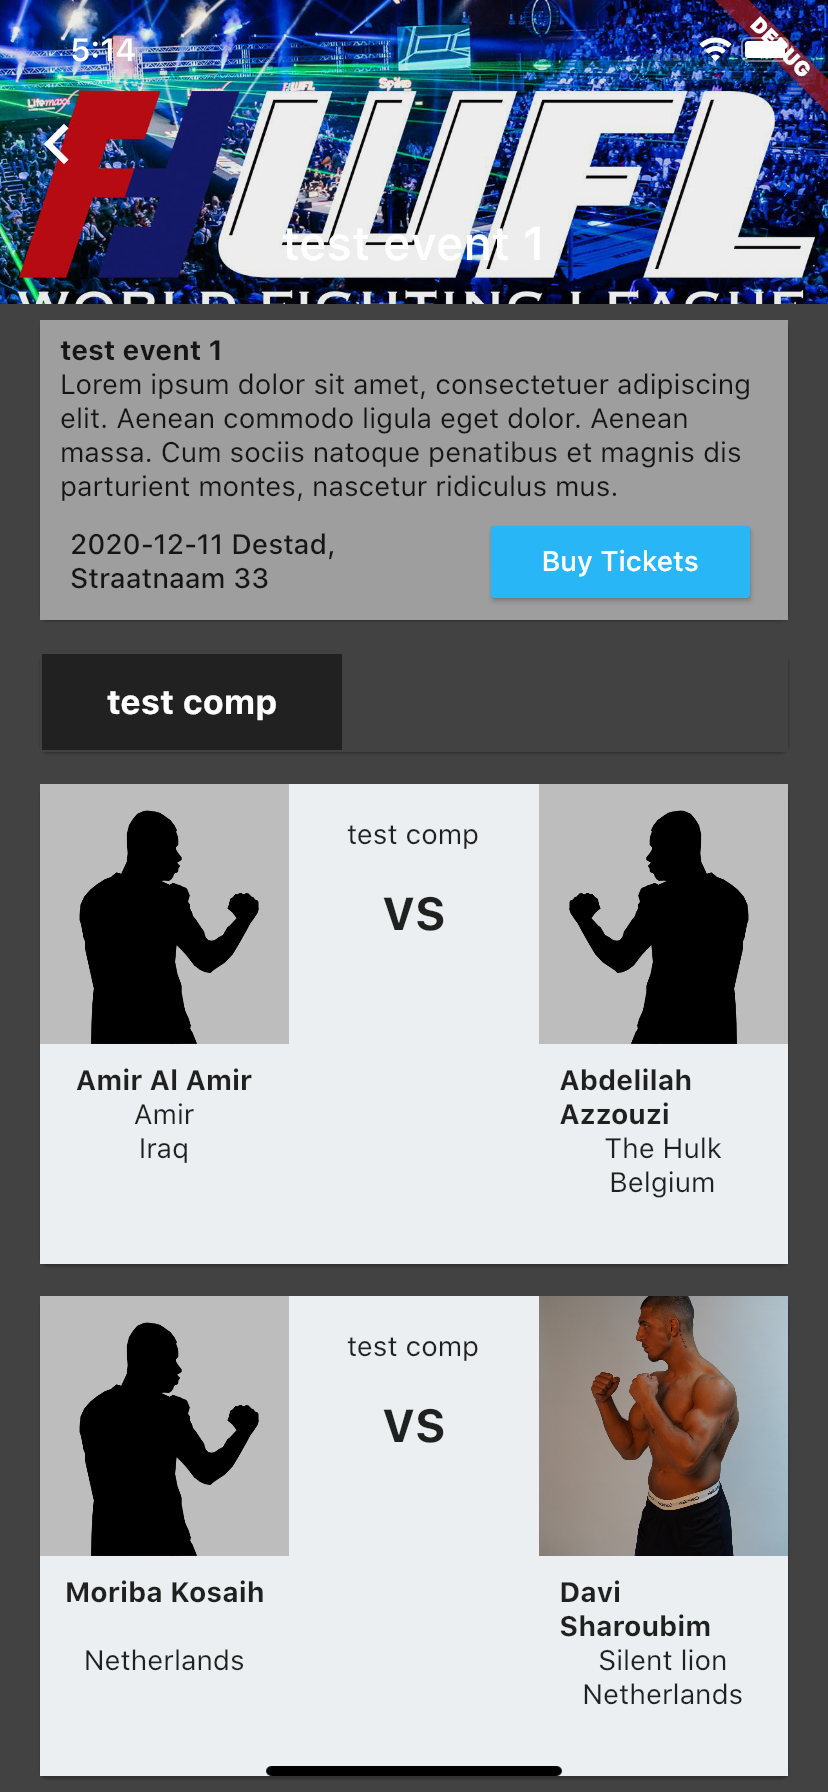 5:14
DEBUG
Lifemaxx
Spike
WFL
test event 1
WORLD FIGHTING LEAGUE
test event 1
Lorem ipsum dolor sit amet, consectetuer adipiscing
elit. Aenean commodo ligula eget dolor. Aenean
massa. Cum sociis natoque penatibus et magnis dis
parturient montes, nascetur ridiculus mus.
2020-12-11 Destad,
Straatnaam 33
Buy Tickets
test comp
test comp
VS
Amir Al Amir
Amir
Iraq
Abdelilah
Azzouzi
The Hulk
Belgium
test comp
VS
Moriba Kosaih
Netherlands
Davi
Sharoubim
Silent lion
Netherlands